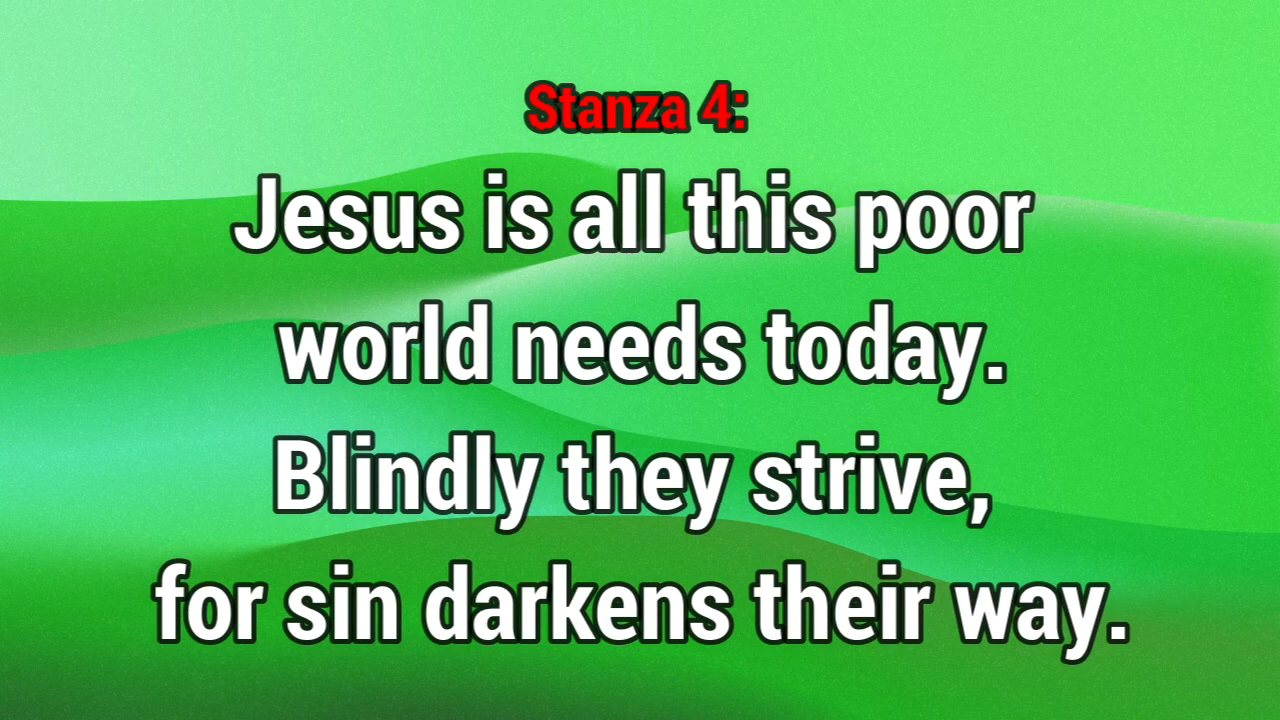 Stanza 4:
Jesus is all this poor
world needs today.
Blindly they strive,
for sin darkens their way.